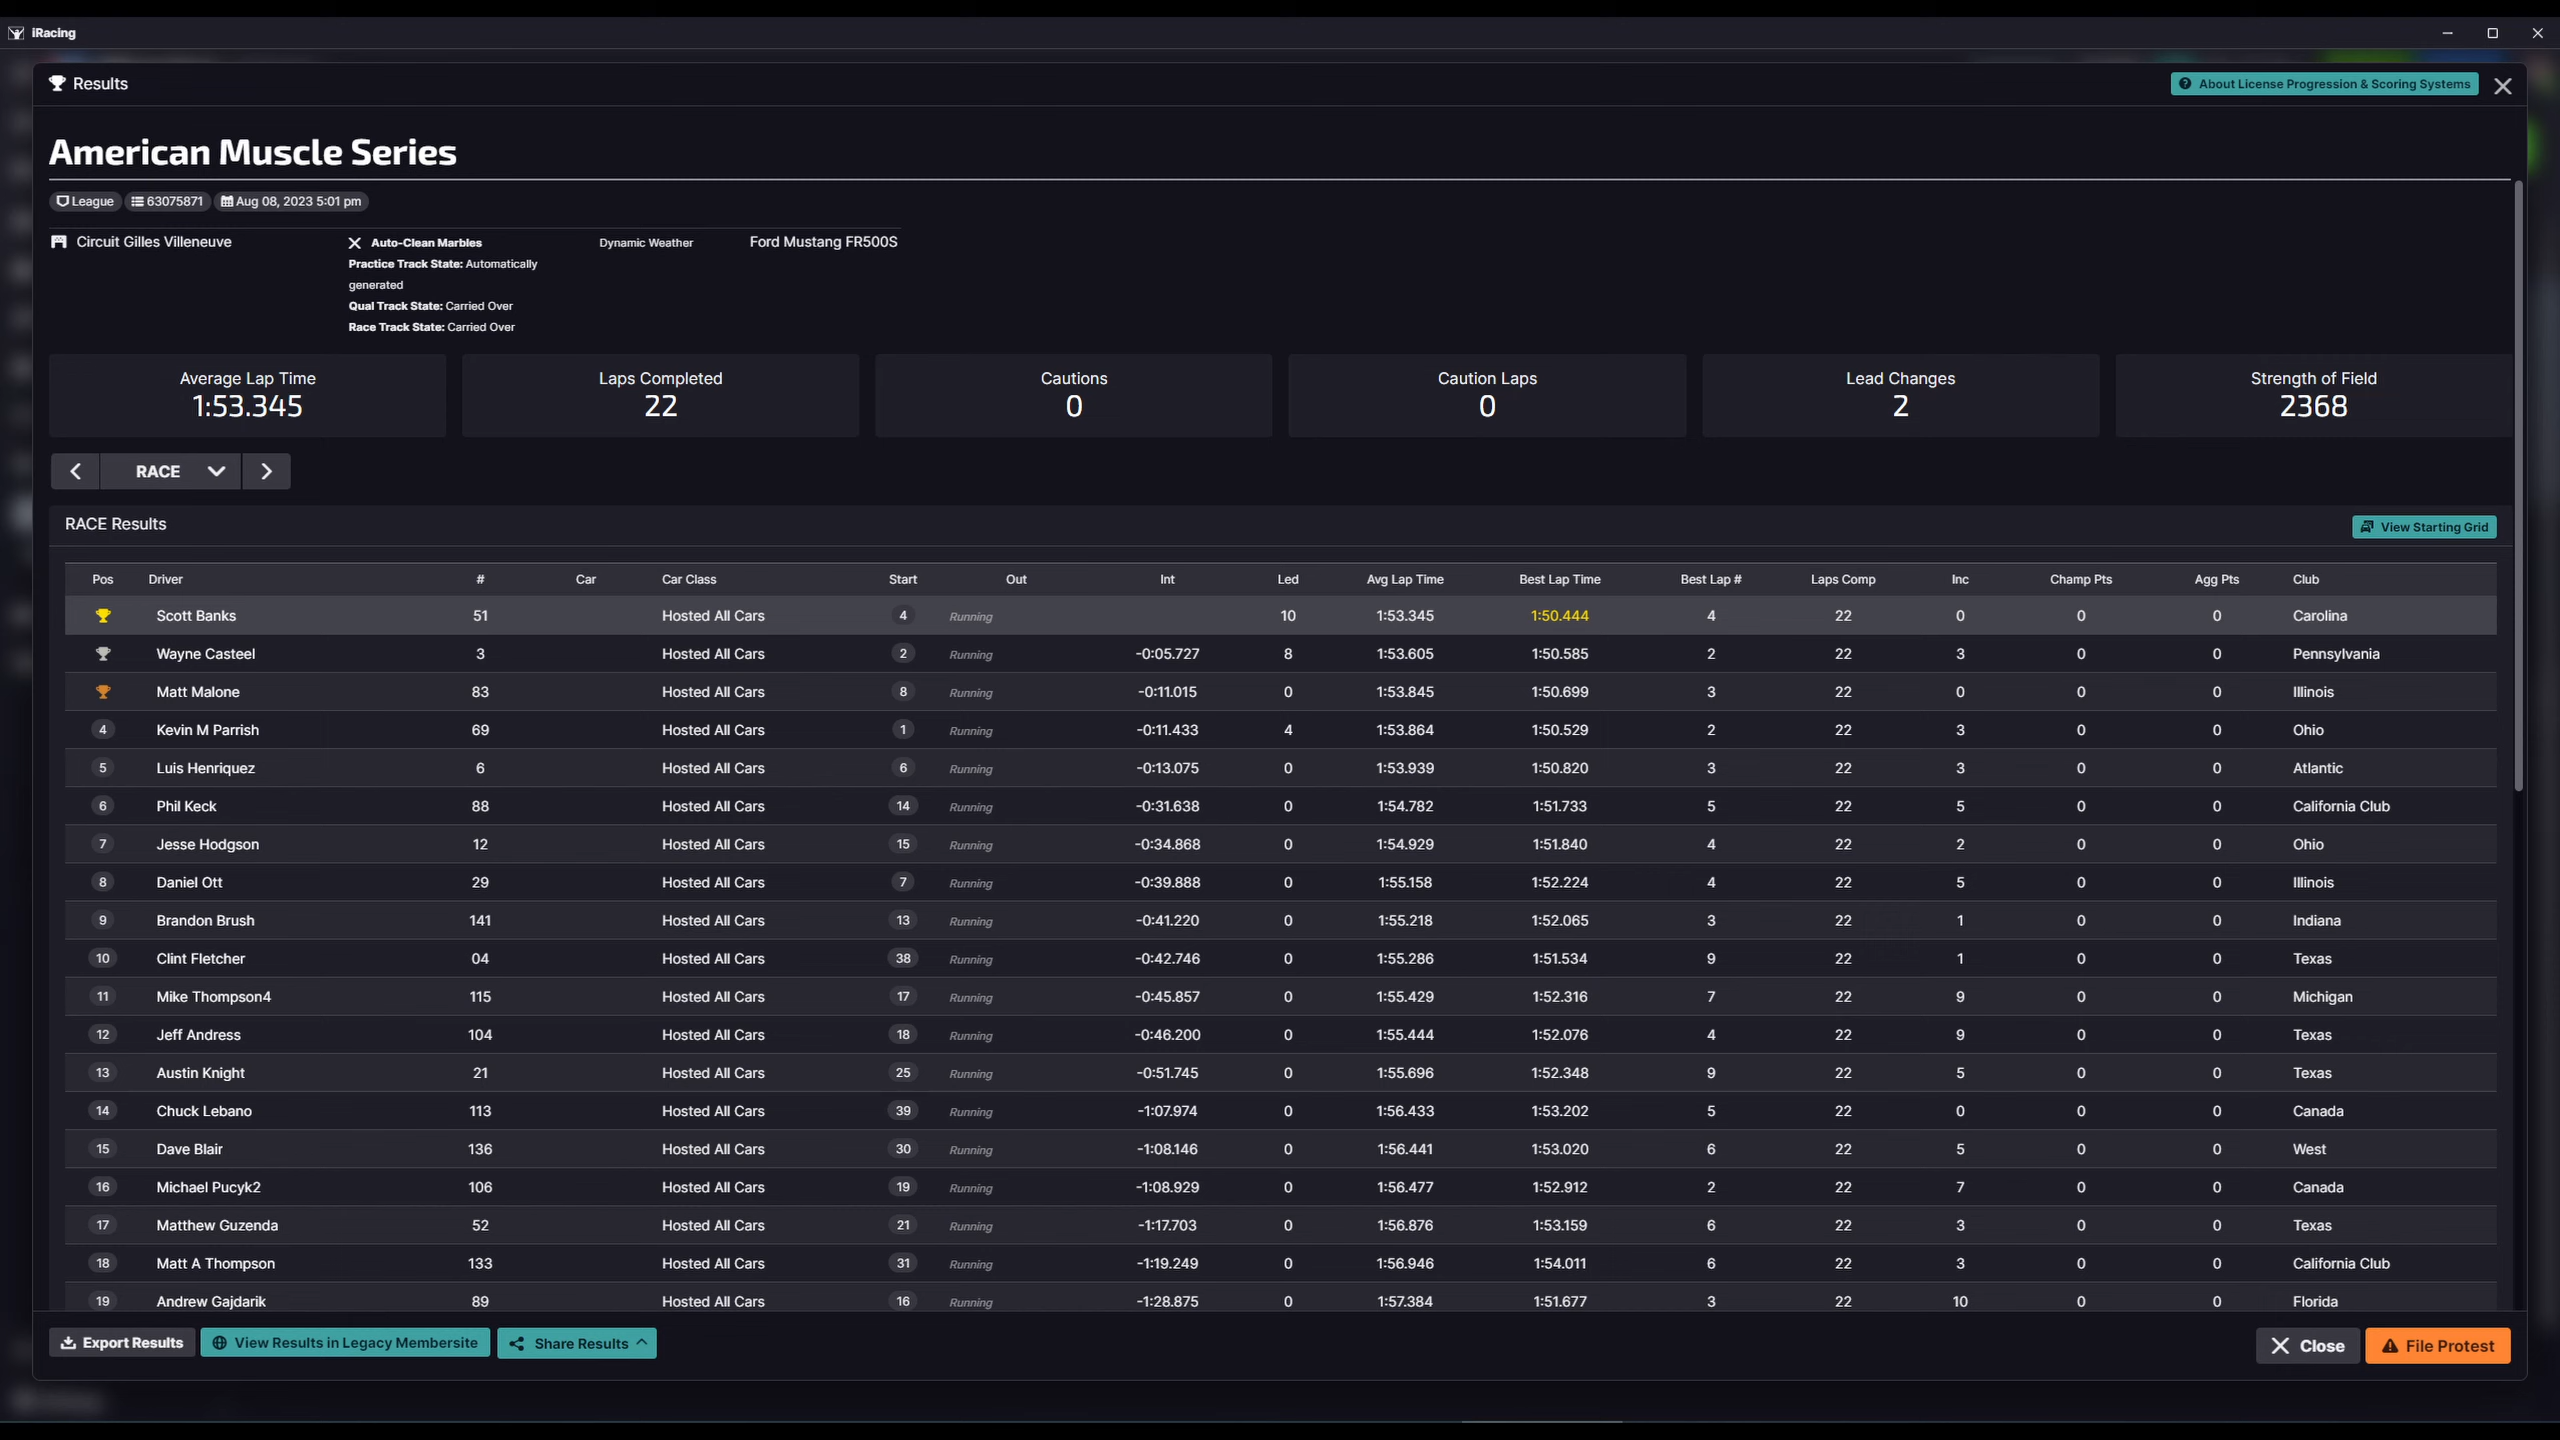 iRacing
Results
About License Progression & Scoring Systems
American Muscle Series
League 63075871 Aug 08, 2023 5:01 pm
Circuit Gilles Villeneuve Auto-Clean Marbles Dynamic Weather Ford Mustang FR500S
Practice Track State: Automatically
generated
Qual Track State: Carried Over
Race Track State: Carried Over
Average Lap Time Laps Completed Cautions Caution Laps Lead Changes Strength of Field
1:53.345 22 0 0 2 2368
RACE
RACE Results View Starting Grid
Pos Driver # Car Car Class Start Out Int Led Avg Lap Time Best Lap Time Best Lap # Laps Comp Inc Champ Pts Agg Pts Club
Scott Banks 51 Hosted All Cars 4 Running 10 1:53.345 1:50.444 4 22 0 0 0 Carolina
Wayne Casteel 3 Hosted All Cars 2 Running -0:05.727 8 1:53.605 1:50.585 2 22 3 0 0 Pennsylvania
Matt Malone 83 Hosted All Cars 8 Running -0:11.015 0 1:53.845 1:50.699 3 22 0 0 0 Illinois
4 Kevin M Parrish 69 Hosted All Cars 1 Running -0:11.433 4 1:53.864 1:50.529 2 22 3 0 0 Ohio
5 Luis Henriquez 6 Hosted All Cars 6 Running -0:13.075 0 1:53.939 1:50.820 3 22 3 0 0 Atlantic
6 Phil Keck 88 Hosted All Cars 14 Running -0:31.638 0 1:54.782 1:51.733 5 22 5 0 0 California Club
7 Jesse Hodgson 12 Hosted All Cars 15 Running -0:34.868 0 1:54.929 1:51.840 4 22 2 0 0 Ohio
8 Daniel Ott 29 Hosted All Cars 7 Running -0:39.888 0 1:55.158 1:52.224 4 22 5 0 0 Illinois
9 Brandon Brush 141 Hosted All Cars 13 Running -0:41.220 0 1:55.218 1:52.065 3 22 1 0 0 Indiana
10 Clint Fletcher 04 Hosted All Cars 38 Running -0:42.746 0 1:55.286 1:51.534 9 22 1 0 0 Texas
11 Mike Thompson4 115 Hosted All Cars 17 Running -0:45.857 0 1:55.429 1:52.316 7 22 9 0 0 Michigan
12 Jeff Andress 104 Hosted All Cars 18 Running -0:46.200 0 1:55.444 1:52.076 4 22 9 0 0 Texas
13 Austin Knight 21 Hosted All Cars 25 Running -0:51.745 0 1:55.696 1:52.348 9 22 5 0 0 Texas
14 Chuck Lebano 113 Hosted All Cars 39 Running -1:07.974 0 1:56.433 1:53.202 5 22 0 0 0 Canada
15 Dave Blair 136 Hosted All Cars 30 Running -1:08.146 0 1:56.441 1:53.020 6 22 5 0 0 West
16 Michael Pucyk2 106 Hosted All Cars 19 Running -1:08.929 0 1:56.477 1:52.912 2 22 7 0 0 Canada
17 Matthew Guzenda 52 Hosted All Cars 21 Running -1:17.703 0 1:56.876 1:53.159 6 22 3 0 0 Texas
18 Matt A Thompson 133 Hosted All Cars 31 Running -1:19.249 0 1:56.946 1:54.011 6 22 3 0 0 California Club
19 Andrew Gajdarik 89 Hosted All Cars 16 Running -1:28.875 0 1:57.384 1:51.677 3 22 10 0 0 Florida
Export Results View Results in Legacy Membersite Share Results Close File Protest